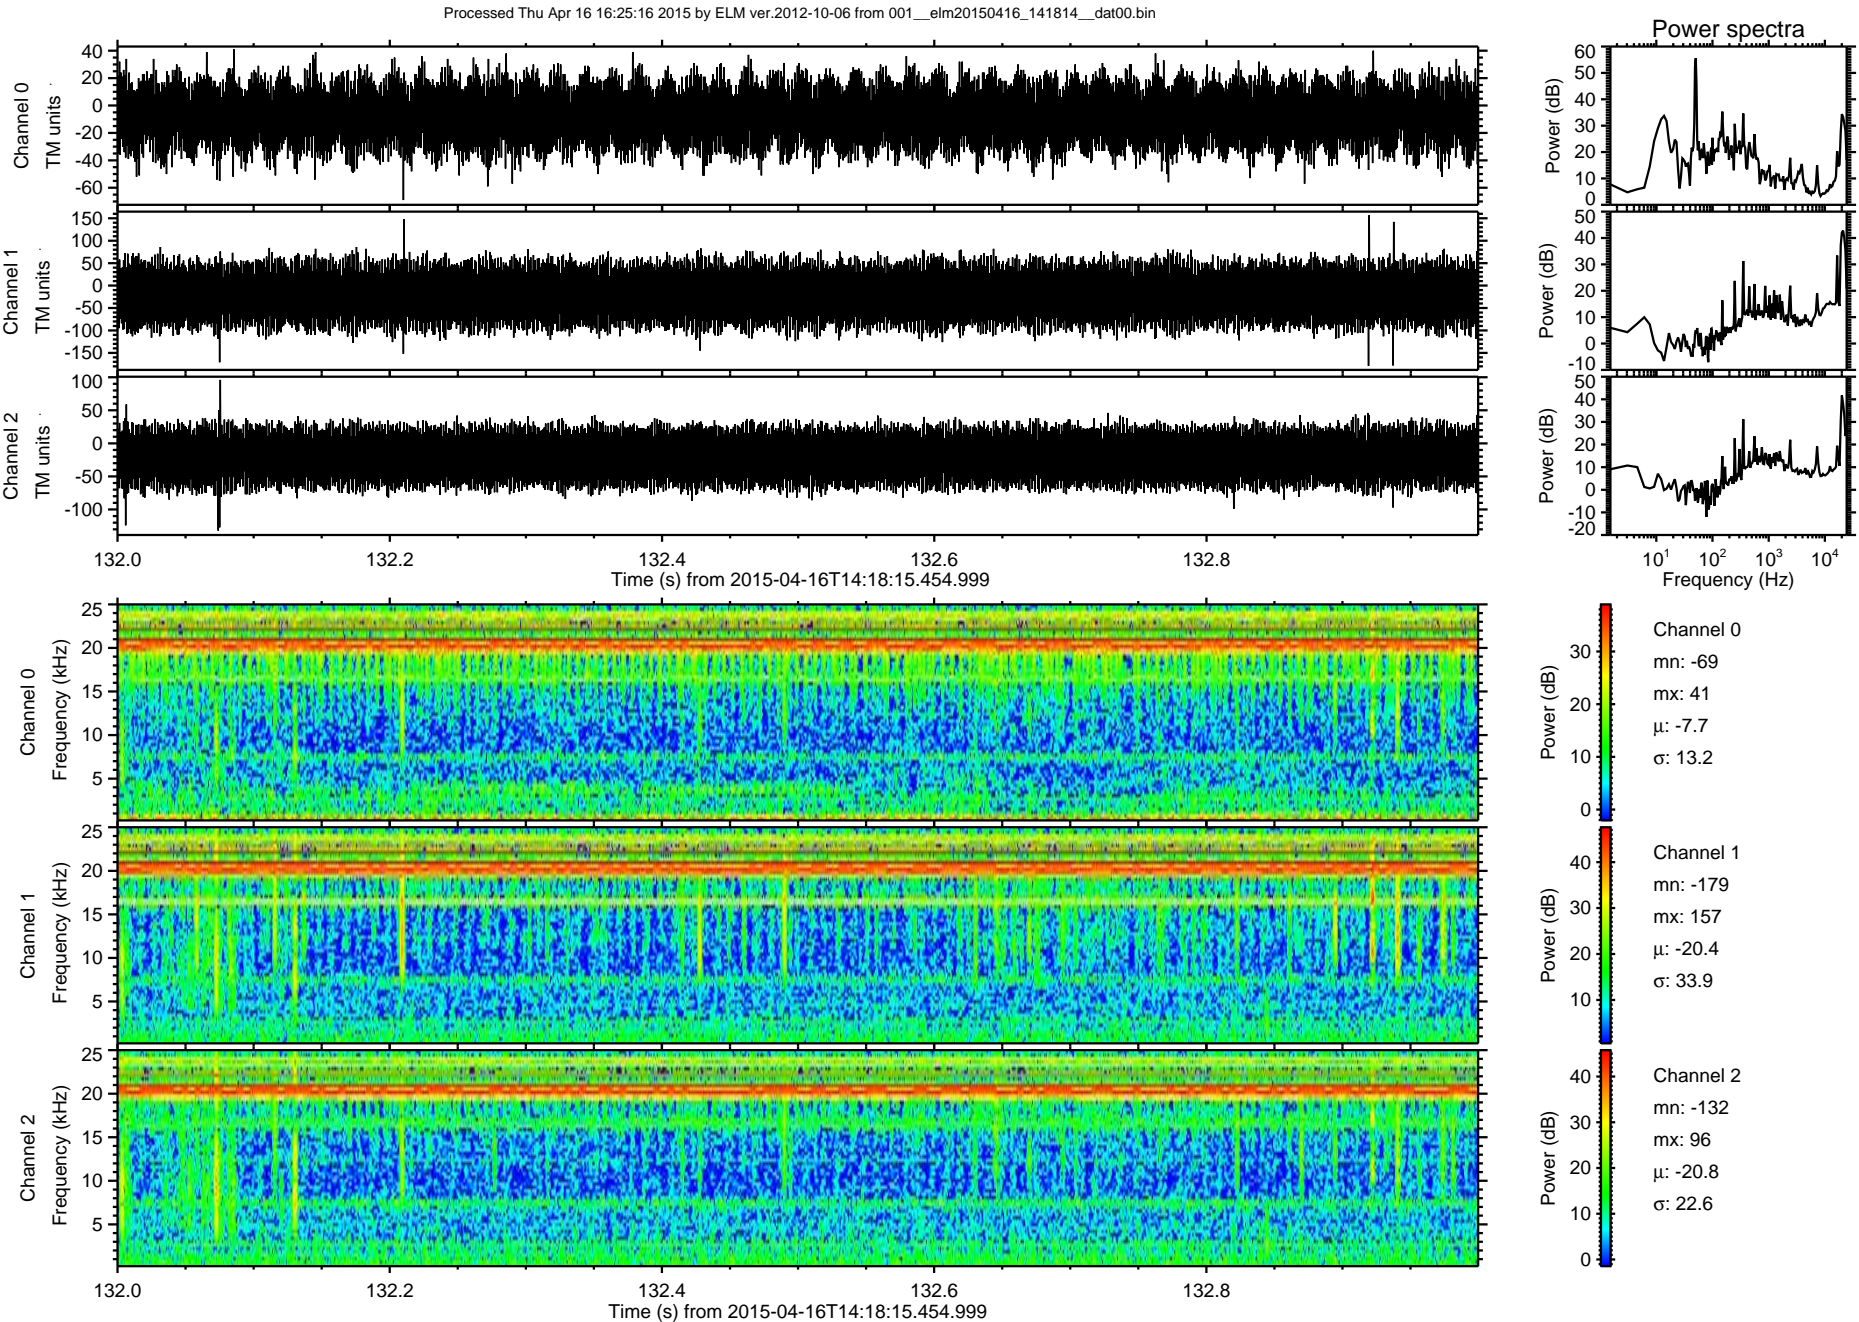 Processed Thu Apr 16 16:25:16 2015 by ELM ver.2012-10-06 from 001__elm20150416_141814__dat00.bin
Power spectra
Channel 0
TM units
40
20
0
-20
-40
-60
Power (dB)
60
50
40
30
20
10
0
Channel 1
TM units
150
100
50
0
-50
-100
-150
Power (dB)
50
40
30
20
10
0
-10
Channel 2
TM units
100
50
0
-50
-100
Power (dB)
50
40
30
20
10
0
-10
-20
132.0 132.2 132.4 132.6 132.8
Time (s) from 2015-04-16T14:18:15.454.999
10¹ 10² 10³ 10⁴
Frequency (Hz)
Channel 0
Frequency (kHz)
25
20
15
10
5
Power (dB)
30
20
10
0
Channel 0
mn: -69
mx: 41
μ: -7.7
σ: 13.2
Channel 1
Frequency (kHz)
25
20
15
10
5
Power (dB)
40
30
20
10
Channel 1
mn: -179
mx: 157
μ: -20.4
σ: 33.9
Channel 2
Frequency (kHz)
25
20
15
10
5
Power (dB)
40
30
20
10
0
Channel 2
mn: -132
mx: 96
μ: -20.8
σ: 22.6
132.0 132.2 132.4 132.6 132.8
Time (s) from 2015-04-16T14:18:15.454.999